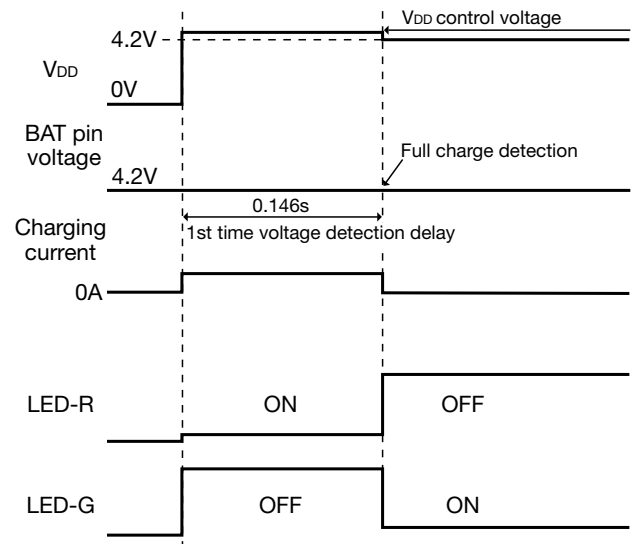 VDD control voltage
4.2V
VDD
0V
BAT pin
voltage
Full charge detection
4.2V
0.146s
1st time voltage detection delay
Charging
current
0A
LED-R
ON
OFF
LED-G
OFF
ON